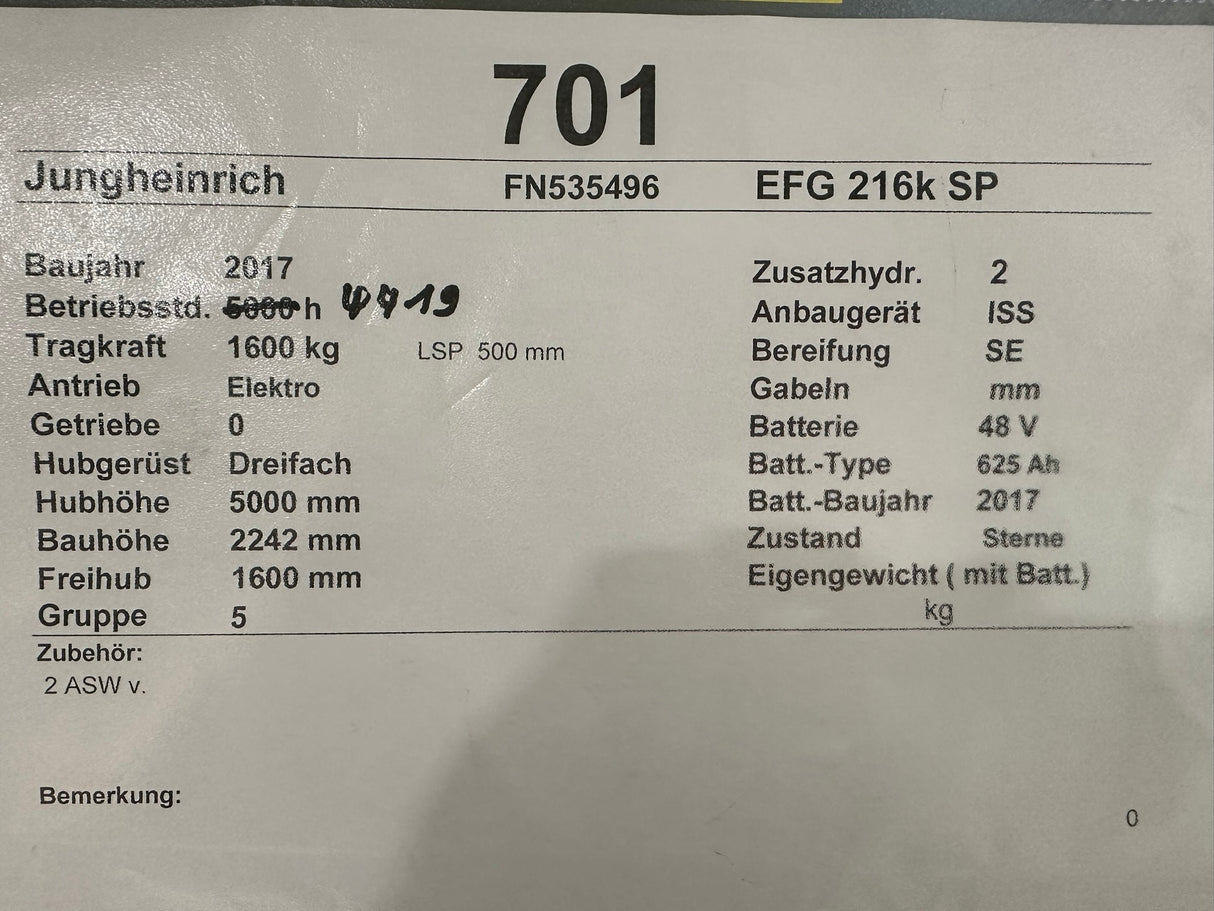 701
Jungheinrich FN535496 EFG 216k SP
Baujahr 2017
Betriebsstd. 5000 h 4419
Tragkraft 1600 kg LSP 500 mm
Antrieb Elektro
Getriebe 0
Hubgerüst Dreifach
Hubhöhe 5000 mm
Bauhöhe 2242 mm
Freihub 1600 mm
Gruppe 5
Zusatzhydr. 2
Anbaugerät ISS
Bereifung SE
Gabeln mm
Batterie 48 V
Batt.-Type 625 Ah
Batt.-Baujahr 2017
Zustand Sterne
Eigengewicht ( mit Batt.)
kg
Zubehör:
2 ASW v.
Bemerkung:
0